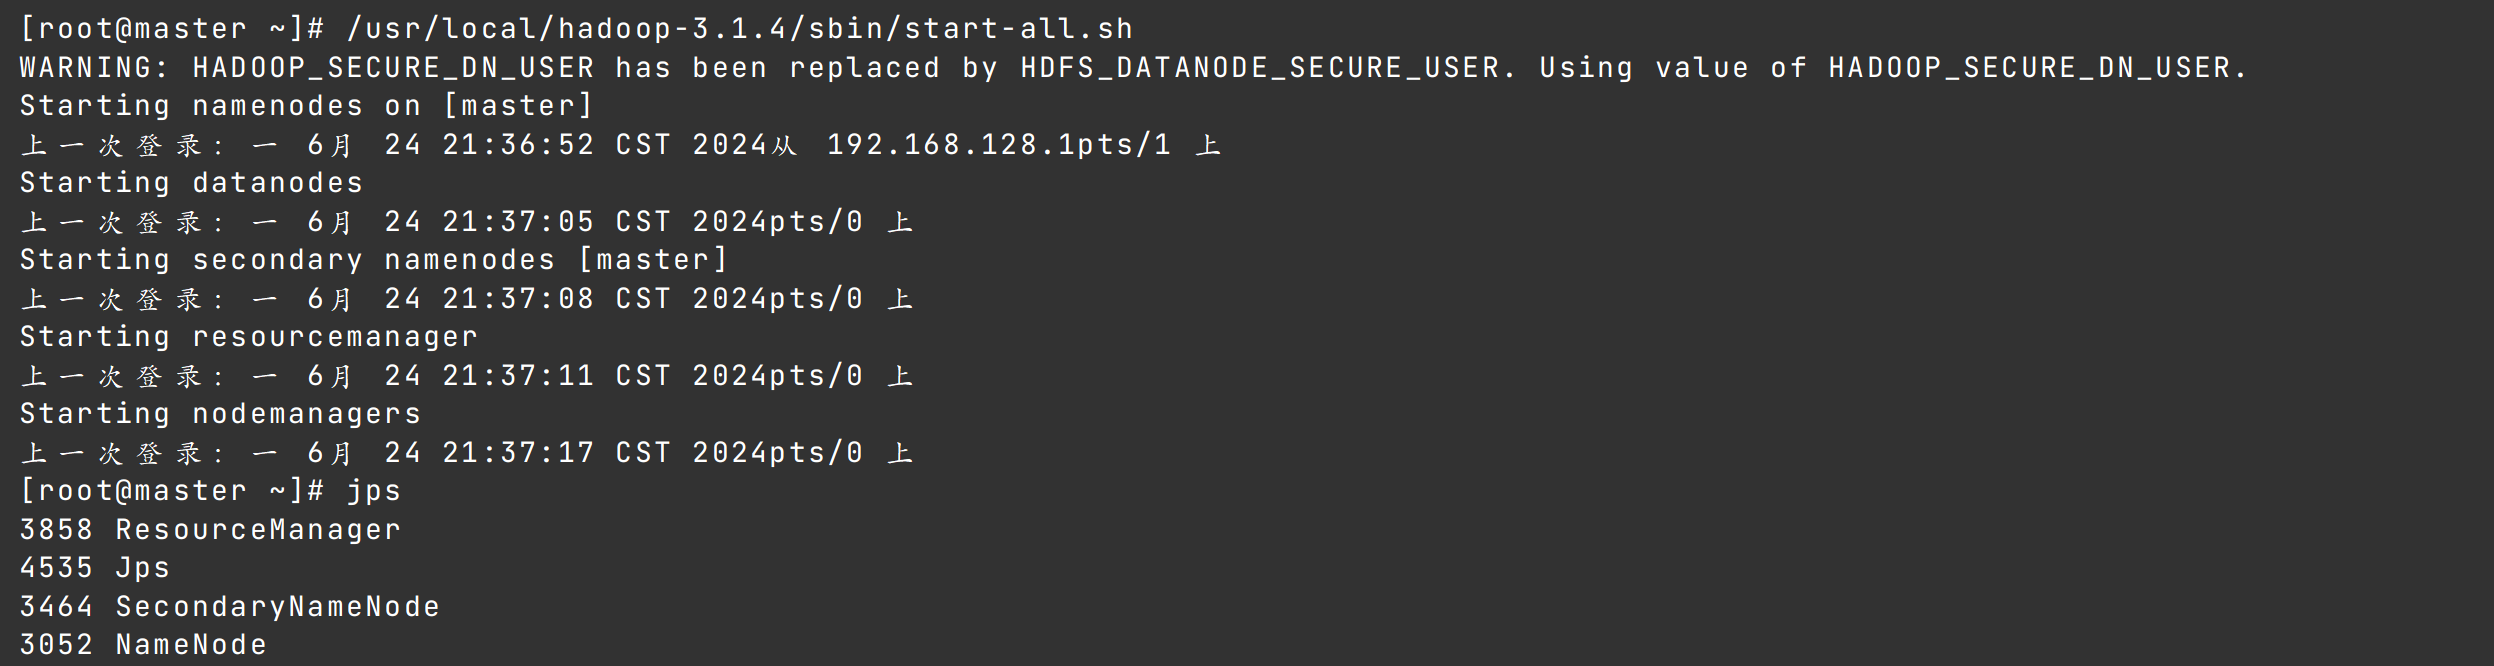 [root@master ~]# /usr/local/hadoop-3.1.4/sbin/start-all.sh
WARNING: HADOOP_SECURE_DN_USER has been replaced by HDFS_DATANODE_SECURE_USER. Using value of HADOOP_SECURE_DN_USER.
Starting namenodes on [master]
上一次登录：一 6月 24 21:36:52 CST 2024从 192.168.128.1pts/1 上
Starting datanodes
上一次登录：一 6月 24 21:37:05 CST 2024pts/0 上
Starting secondary namenodes [master]
上一次登录：一 6月 24 21:37:08 CST 2024pts/0 上
Starting resourcemanager
上一次登录：一 6月 24 21:37:11 CST 2024pts/0 上
Starting nodemanagers
上一次登录：一 6月 24 21:37:17 CST 2024pts/0 上
[root@master ~]# jps
3858 ResourceManager
4535 Jps
3464 SecondaryNameNode
3052 NameNode